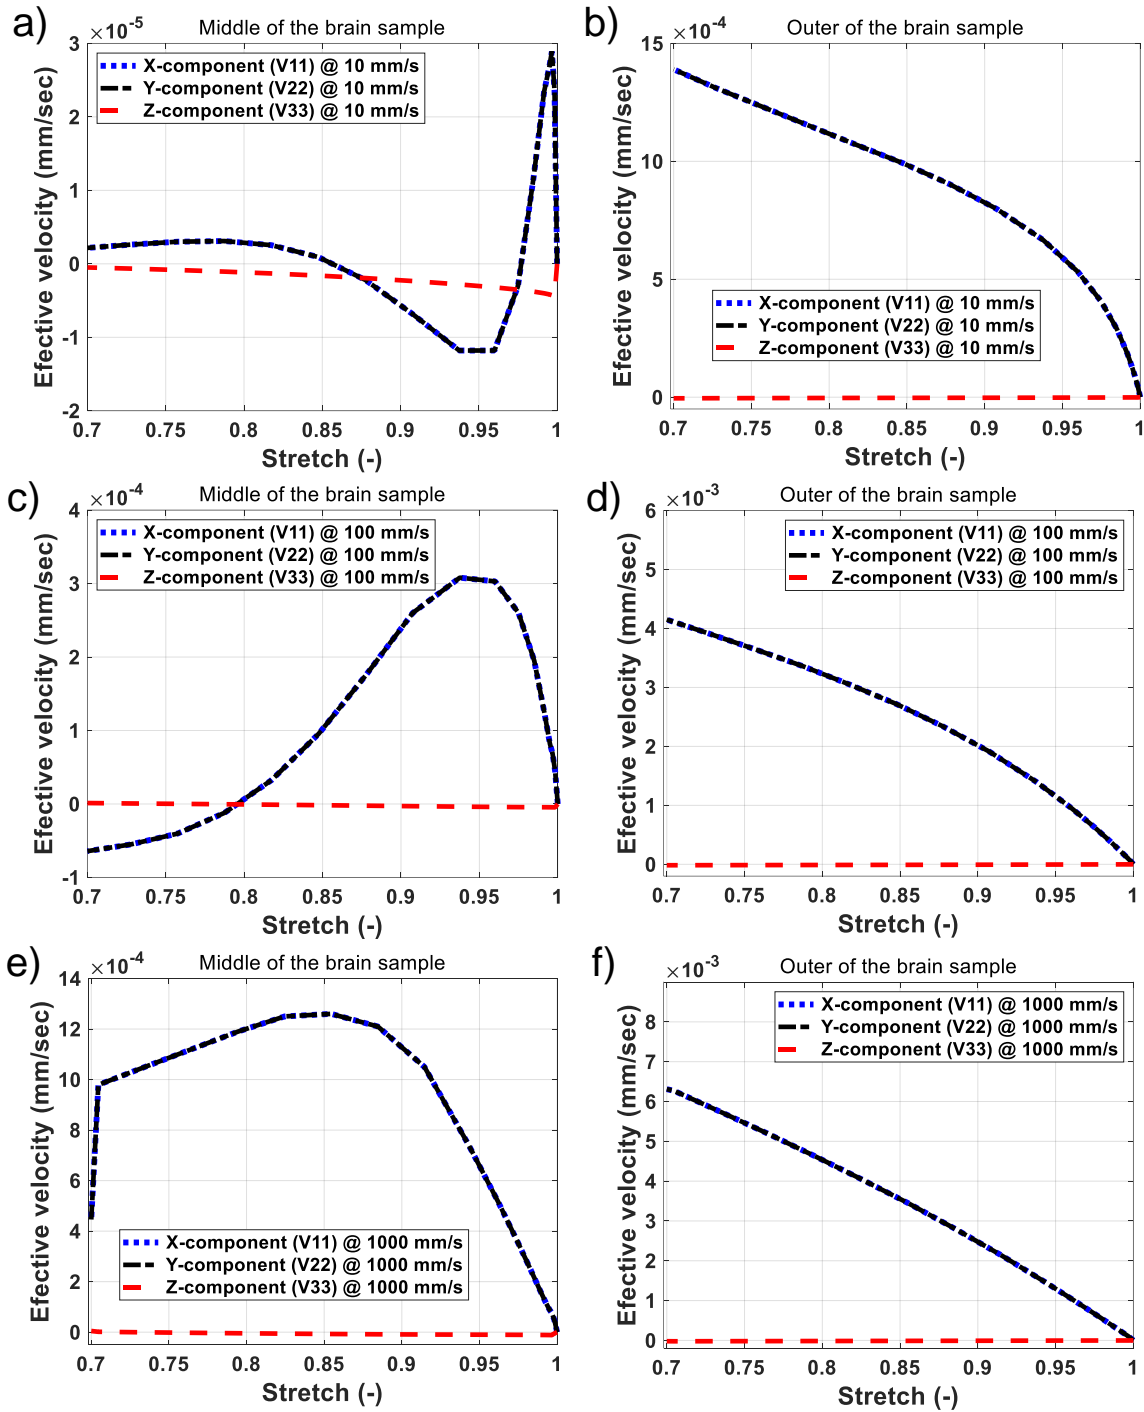 a)
×10-5
Middle of the brain sample
3
2
1
0
-1
-2
X-component (V11) @ 10 mm/s
Y-component (V22) @ 10 mm/s
Z-component (V33) @ 10 mm/s
Efective velocity (mm/sec)
0.7 0.75 0.8 0.85 0.9 0.95 1
Stretch (-)
b)
×10-4
Outer of the brain sample
15
10
5
0
X-component (V11) @ 10 mm/s
Y-component (V22) @ 10 mm/s
Z-component (V33) @ 10 mm/s
Efective velocity (mm/sec)
0.7 0.75 0.8 0.85 0.9 0.95 1
Stretch (-)
c)
×10-4
Middle of the brain sample
4
3
2
1
0
-1
X-component (V11) @ 100 mm/s
Y-component (V22) @ 100 mm/s
Z-component (V33) @ 100 mm/s
Efective velocity (mm/sec)
0.7 0.75 0.8 0.85 0.9 0.95 1
Stretch (-)
d)
×10-3
Outer of the brain sample
6
5
4
3
2
1
0
X-component (V11) @ 100 mm/s
Y-component (V22) @ 100 mm/s
Z-component (V33) @ 100 mm/s
Efective velocity (mm/sec)
0.7 0.75 0.8 0.85 0.9 0.95 1
Stretch (-)
e)
×10-4
Middle of the brain sample
14
12
10
8
6
4
2
0
X-component (V11) @ 1000 mm/s
Y-component (V22) @ 1000 mm/s
Z-component (V33) @ 1000 mm/s
Efective velocity (mm/sec)
0.7 0.75 0.8 0.85 0.9 0.95 1
Stretch (-)
f)
×10-3
Outer of the brain sample
8
7
6
5
4
3
2
1
0
X-component (V11) @ 1000 mm/s
Y-component (V22) @ 1000 mm/s
Z-component (V33) @ 1000 mm/s
Efective velocity (mm/sec)
0.7 0.75 0.8 0.85 0.9 0.95 1
Stretch (-)